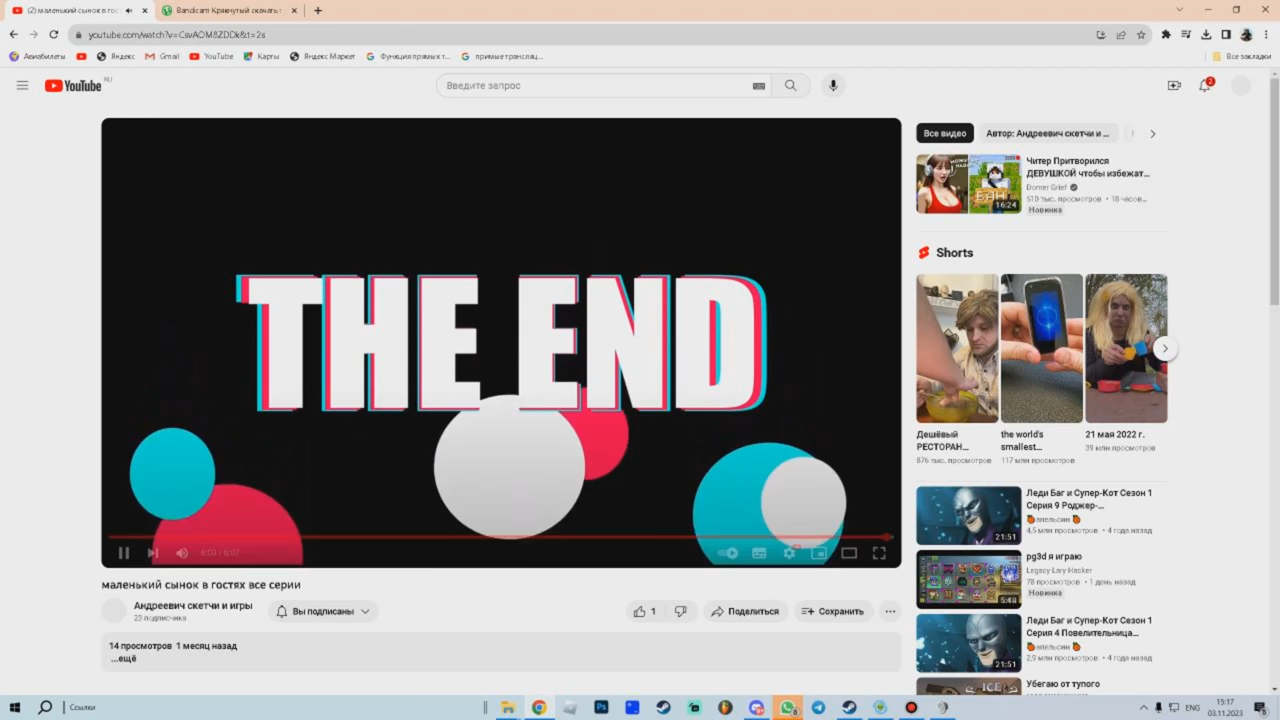 (2) маленький сынок в гос
Bandicam Крякнутый скачать
youtube.com/watch?v=CsvAOM8ZDDk&t=2s
Авиабилеты
Яндекс
Gmail
YouTube
Карты
Яндекс Маркет
Функция прямых т...
прямые трансляц...
Все закладки
YouTube RU
Введите запрос
2
Все видео
Автор: Андреевич скетчи и ...
Читер Притворился
ДЕВУШКОЙ чтобы избежат...
Domer Grief
18 часов...
Новинка
16:24
Shorts
THE END
Дешёвый
РЕСТОРАН...
876 тыс. просмотров
the world's
smallest...
117 млн просмотров
21 мая 2022 г.
39 млн просмотров
6:03 / 6:07
маленький сынок в гостях все серии
Андреевич скетчи и игры
23 подписчика
Вы подписаны
1
Поделиться
Сохранить
14 просмотров 1 месяц назад
...ещё
Леди Баг и Супер-Кот Сезон 1
Серия 9 Роджер-...
апельсин
4,5 млн просмотров • 4 года назад
21:51
pg3d я играю
Legacy Lary Hacker
78 просмотров • 1 день назад
Новинка
5:48
Леди Баг и Супер-Кот Сезон 1
Серия 4 Повелительница...
апельсин
2,9 млн просмотров • 4 года назад
21:51
Убегаю от тупого
ICE
Ссылки
ENG
15:17
03.11.2023